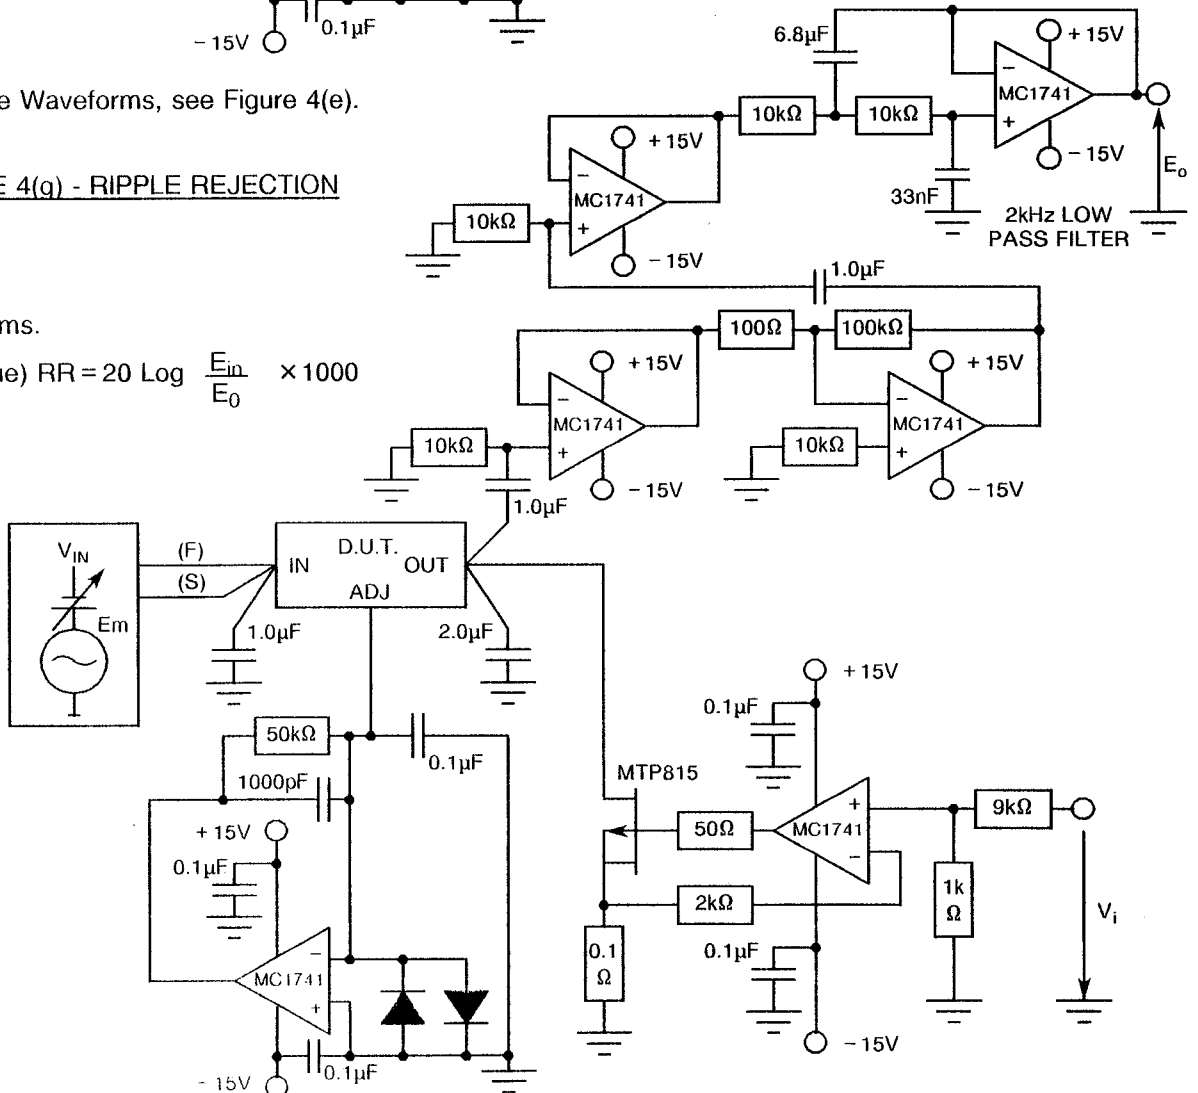 0.1µF
− 15V
e Waveforms, see Figure 4(e).
E 4(g) - RIPPLE REJECTION
ms.
ue) RR = 20 Log E_in / E_0 × 1000
6.8µF
+ 15V
−
MC1741
+
10kΩ
10kΩ
− 15V
E_o
33nF
2kHz LOW
PASS FILTER
+ 15V
−
MC1741
+
10kΩ
− 15V
1.0µF
100Ω
100kΩ
+ 15V
−
MC1741
+
10kΩ
− 15V
1.0µF
+ 15V
−
MC1741
+
10kΩ
− 15V
V_IN
Em
(F)
(S)
IN
D.U.T.
OUT
ADJ
1.0µF
2.0µF
50kΩ
0.1µF
1000pF
+ 15V
0.1µF
−
MC1741
+
0.1µF
− 15V
MTP815
50Ω
2kΩ
0.1
Ω
+ 15V
0.1µF
+
MC1741
−
9kΩ
1k
Ω
V_i
0.1µF
− 15V